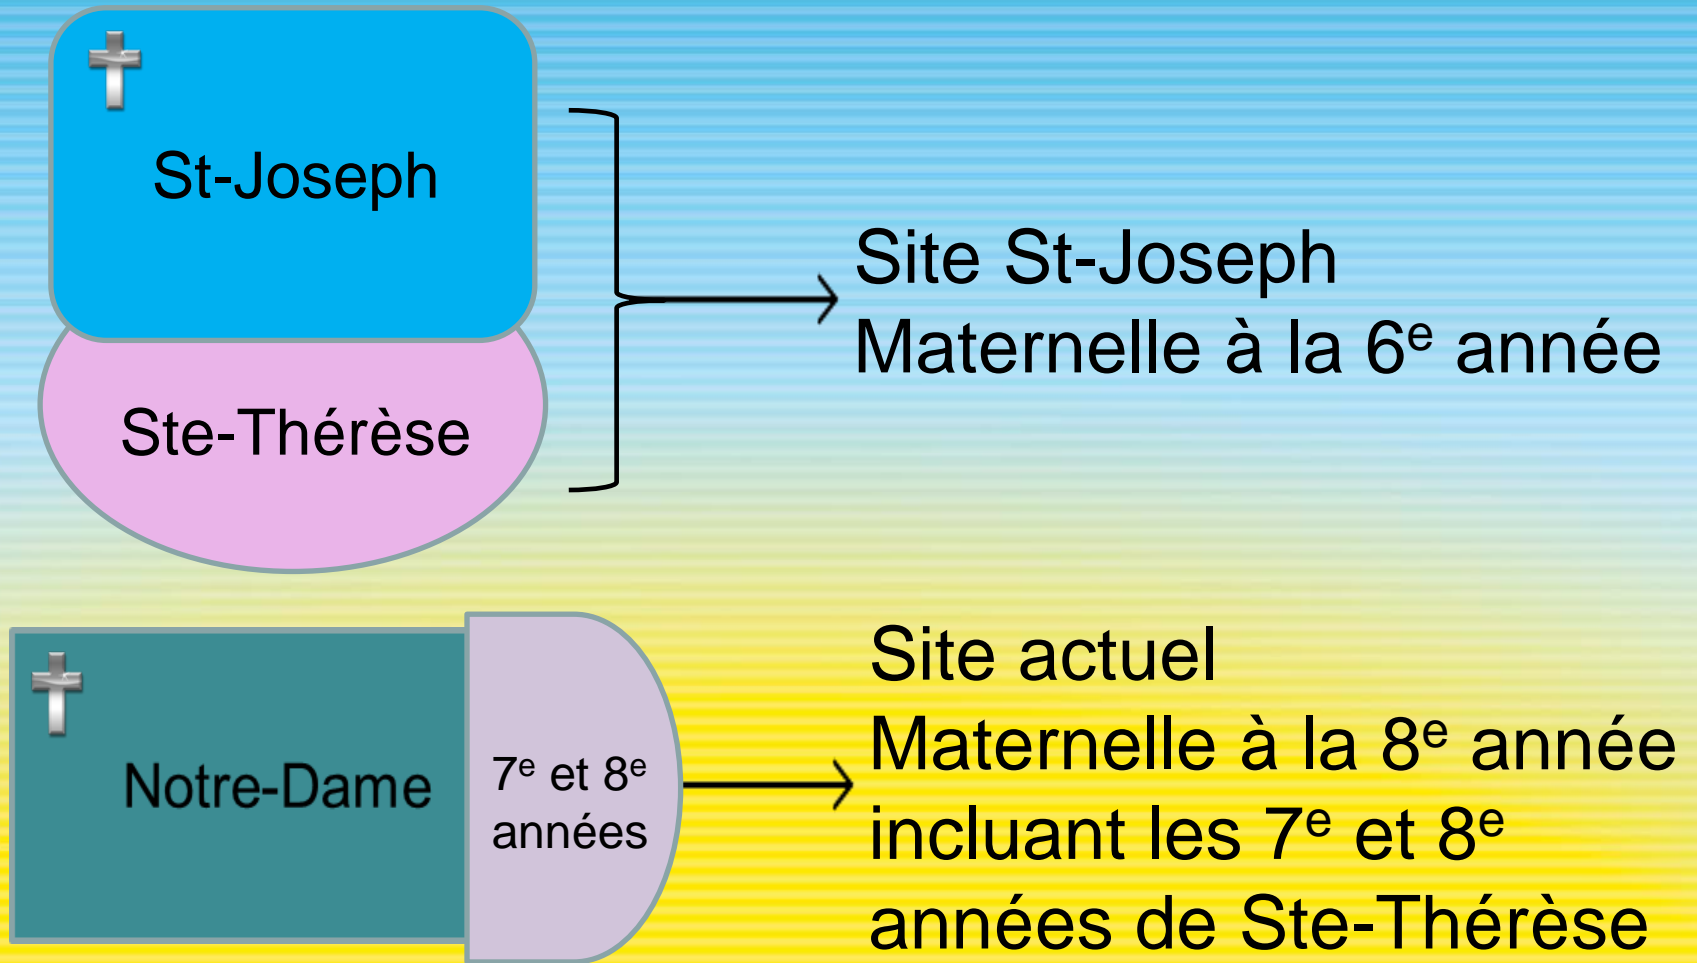 St-Joseph
Ste-Thérèse
Site St-Joseph
Maternelle à la 6e année
Notre-Dame
7e et 8e
années
Site actuel
Maternelle à la 8e année
incluant les 7e et 8e
années de Ste-Thérèse